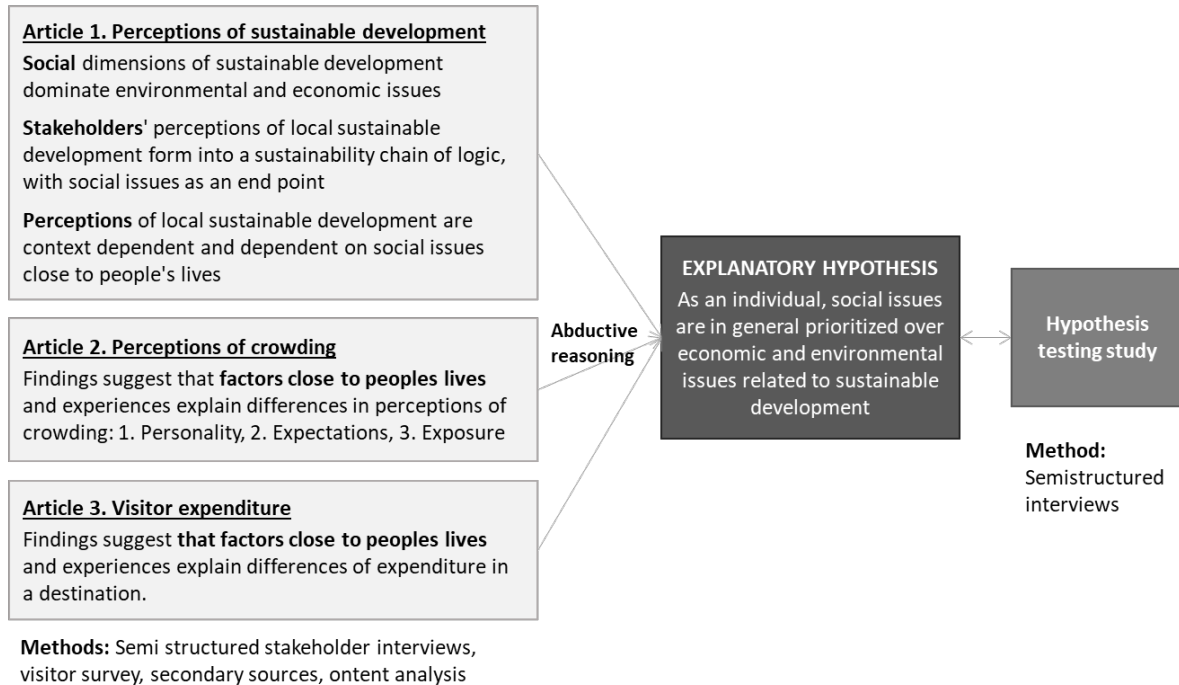 Article 1. Perceptions of sustainable development
Social dimensions of sustainable development
dominate environmental and economic issues
Stakeholders' perceptions of local sustainable
development form into a sustainability chain of logic,
with social issues as an end point
Perceptions of local sustainable development are
context dependent and dependent on social issues
close to people's lives
Article 2. Perceptions of crowding
Findings suggest that factors close to peoples lives
and experiences explain differences in perceptions of
crowding: 1. Personality, 2. Expectations, 3. Exposure
Article 3. Visitor expenditure
Findings suggest that factors close to peoples lives
and experiences explain differences of expenditure in
a destination.
Methods: Semi structured stakeholder interviews,
visitor survey, secondary sources, ontent analysis
Abductive
reasoning
EXPLANATORY HYPOTHESIS
As an individual, social issues
are in general prioritized over
economic and environmental
issues related to sustainable
development
Hypothesis
testing study
Method:
Semistructured
interviews